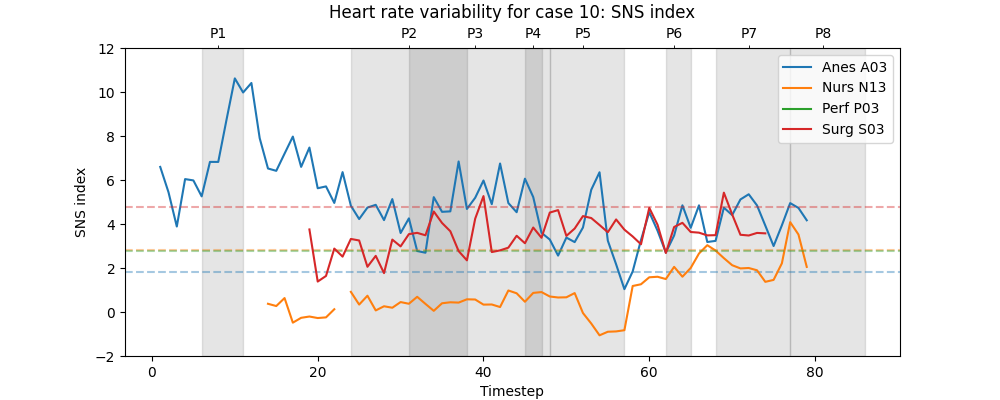 Heart rate variability for case 10: SNS index
P1 P2 P3 P4 P5 P6 P7 P8
12
10
8
6
4
2
0
−2
SNS index
Anes A03
Nurs N13
Perf P03
Surg S03
0 20 40 60 80
Timestep